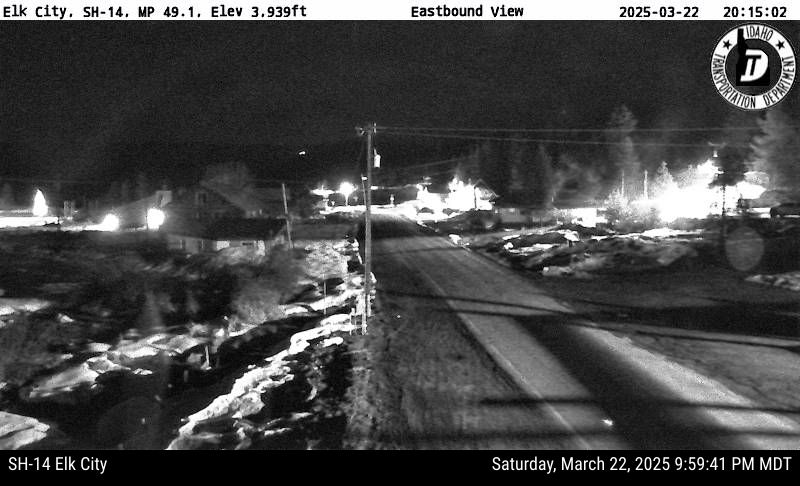 Elk City, SH-14, MP 49.1, Elev 3,939ft Eastbound View 2025-03-22 20:15:02
IDAHO
TRANSPORTATION DEPARTMENT
SH-14 Elk City Saturday, March 22, 2025 9:59:41 PM MDT